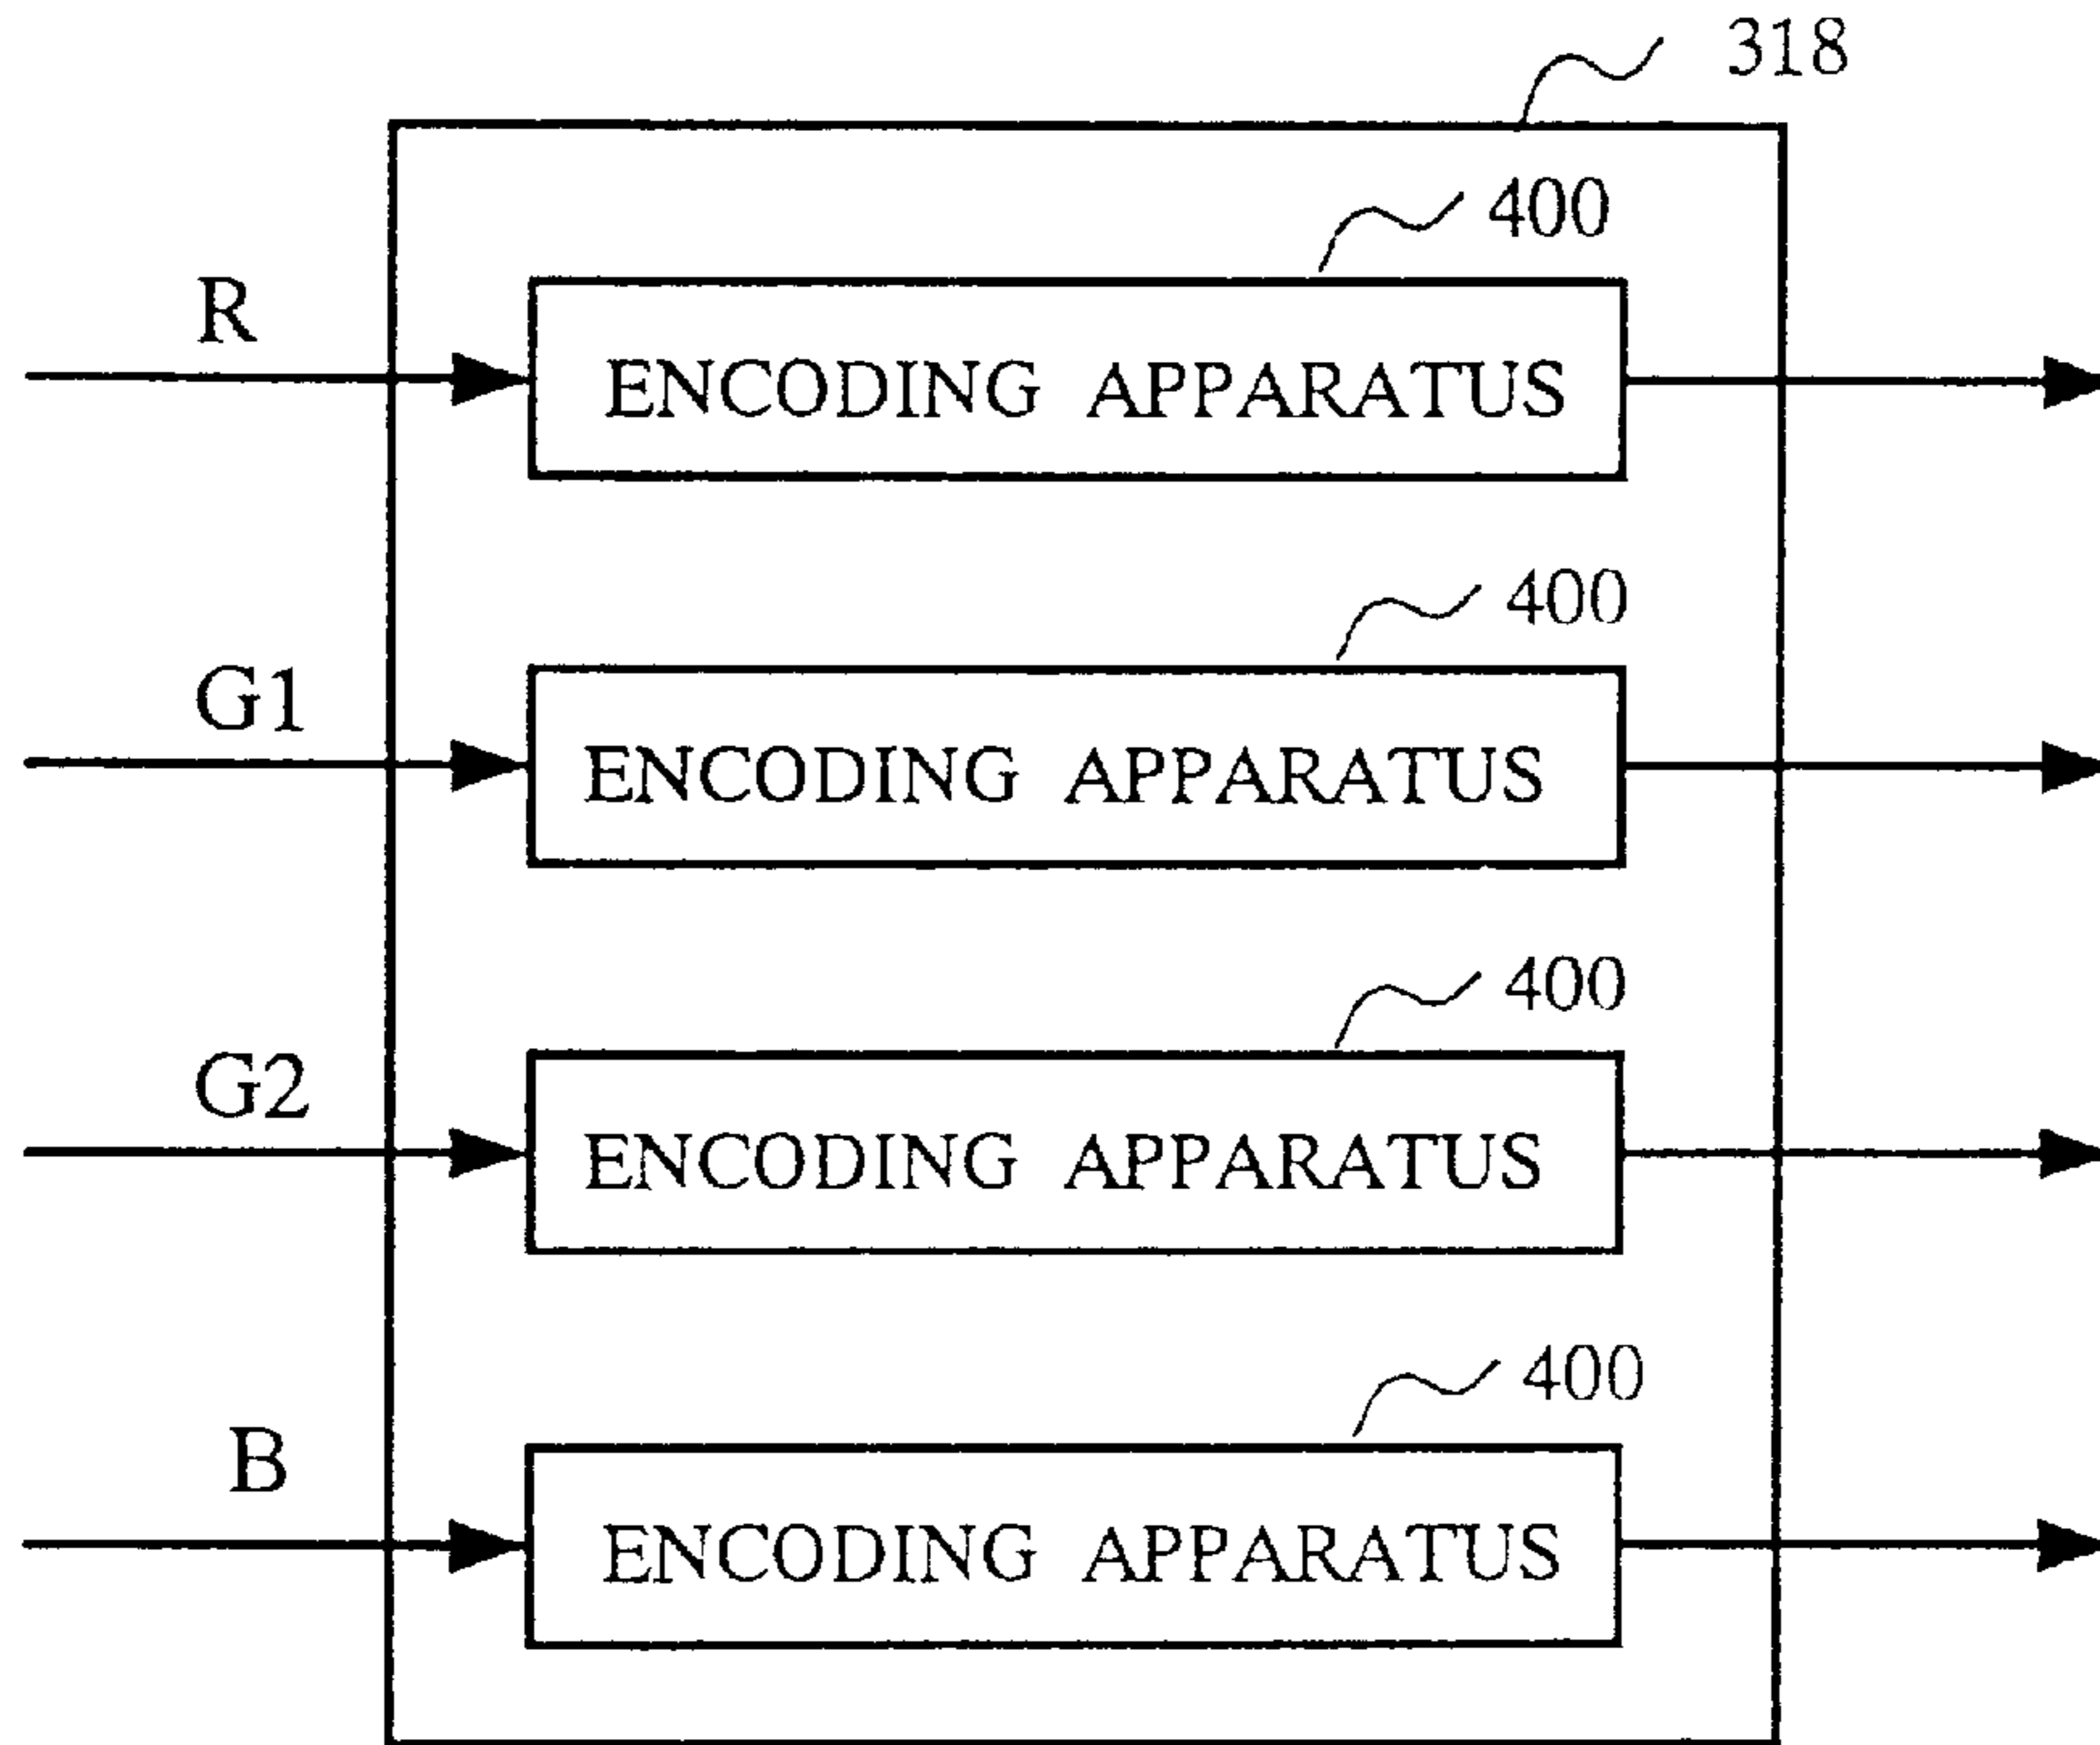 318
400
R
ENCODING APPARATUS
400
G1
ENCODING APPARATUS
400
G2
ENCODING APPARATUS
400
B
ENCODING APPARATUS